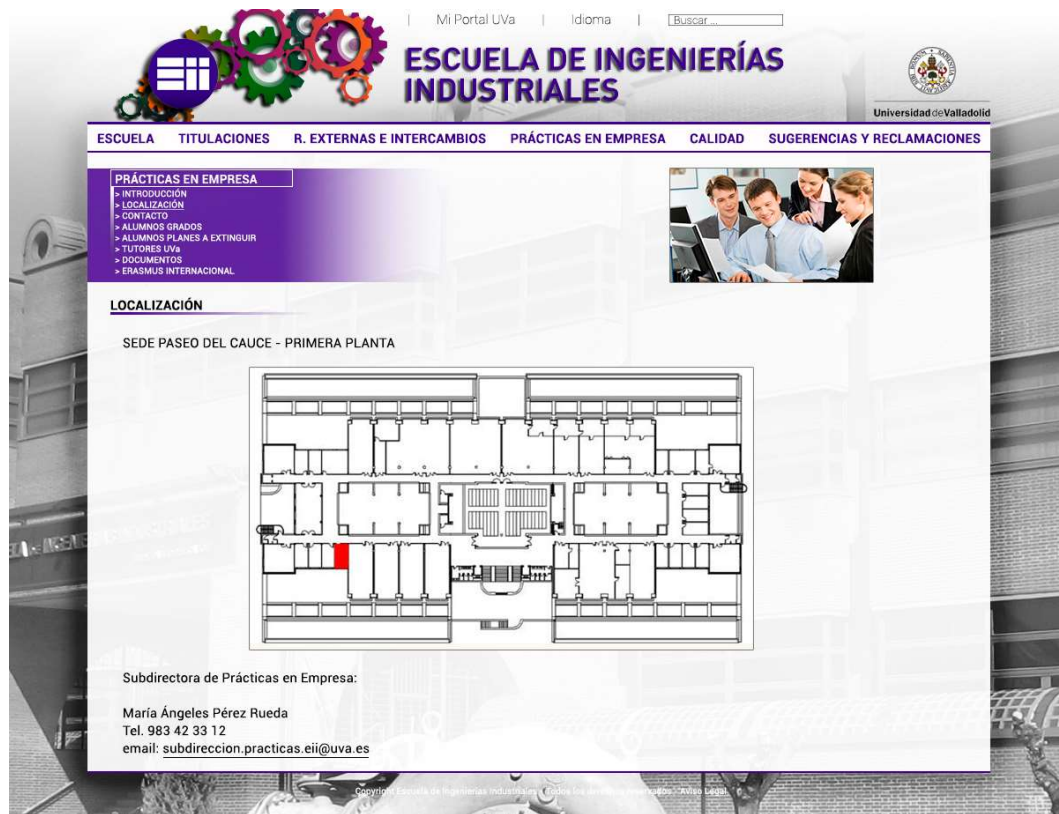 | Mi Portal UVa | Idioma | Buscar ...
eii
ESCUELA DE INGENIERÍAS
INDUSTRIALES
Universidad de Valladolid
ESCUELA TITULACIONES R. EXTERNAS E INTERCAMBIOS PRÁCTICAS EN EMPRESA CALIDAD SUGERENCIAS Y RECLAMACIONES
PRÁCTICAS EN EMPRESA
> INTRODUCCIÓN
> LOCALIZACIÓN
> CONTACTO
> ALUMNOS GRADOS
> ALUMNOS PLANES A EXTINGUIR
> TUTORES UVa
> DOCUMENTOS
> ERASMUS INTERNACIONAL
LOCALIZACIÓN
SEDE PASEO DEL CAUCE - PRIMERA PLANTA
Subdirectora de Prácticas en Empresa:
María Ángeles Pérez Rueda
Tel. 983 42 33 12
email: subdireccion.practicas.eii@uva.es
Copyright Escuela de Ingenierías Industriales - Todos los derechos reservados - Aviso Legal